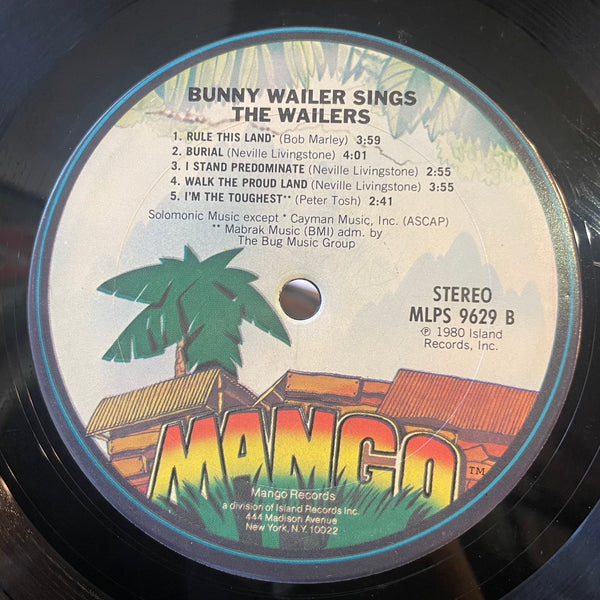 BUNNY WAILER SINGS
THE WAILERS
1. RULE THIS LAND* (Bob Marley) 3:59
2. BURIAL (Neville Livingstone) 4:01
3. I STAND PREDOMINATE (Neville Livingstone) 2:55
4. WALK THE PROUD LAND (Neville Livingstone) 3:55
5. I'M THE TOUGHEST** (Peter Tosh) 2:41
Solomonic Music except * Cayman Music, Inc. (ASCAP)
** Mabrak Music (BMI) adm. by
The Bug Music Group
STEREO
MLPS 9629 B
℗ 1980 Island
Records, Inc.
MANGO TM
Mango Records
a division of Island Records Inc.
444 Madison Avenue
New York, N.Y. 10022